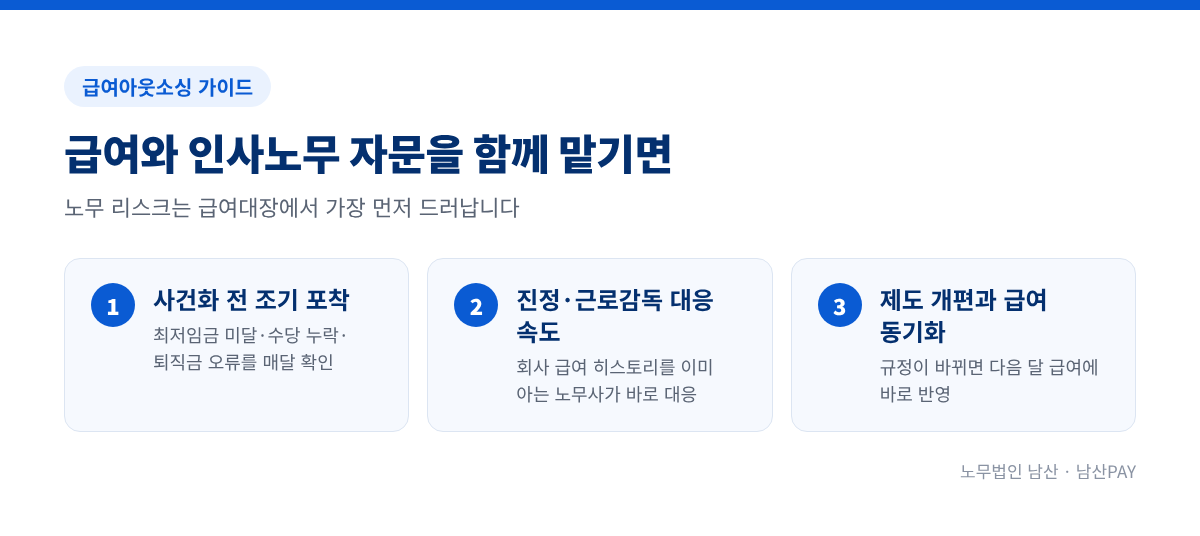 급여아웃소싱 가이드
급여와 인사노무 자문을 함께 맡기면
노무 리스크는 급여대장에서 가장 먼저 드러납니다
1
사건화 전 조기 포착
최저임금 미달·수당 누락·
퇴직금 오류를 매달 확인
2
진정·근로감독 대응
속도
회사 급여 히스토리를 이미
아는 노무사가 바로 대응
3
제도 개편과 급여
동기화
규정이 바뀌면 다음 달 급여에
바로 반영
노무법인 남산 · 남산PAY